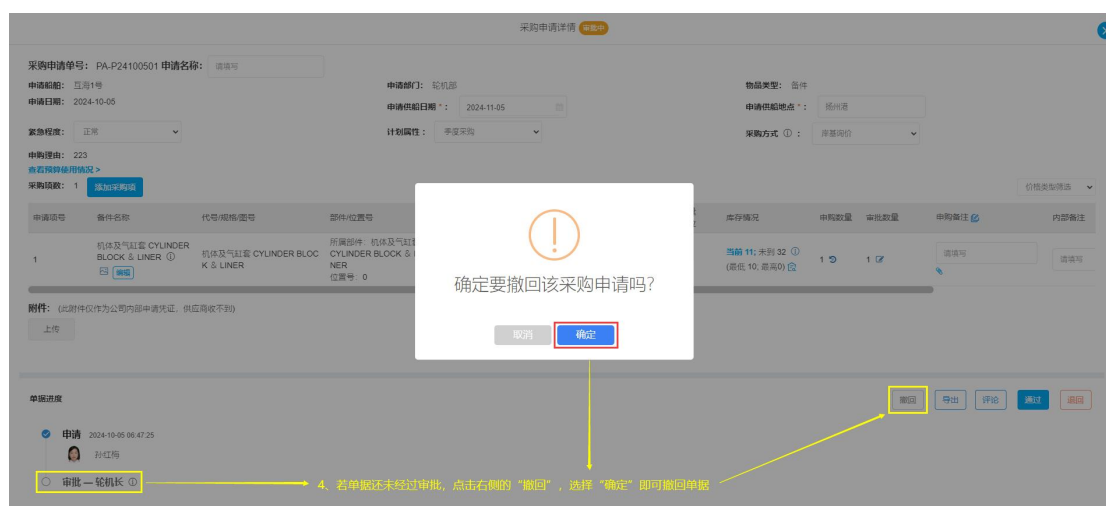 采购申请详情 审批中
采购申请单号： PA-P24100501 申请名称： 请填写
申请船舶： 互海1号 申请部门： 轮机部 物品类型： 备件
申请日期： 2024-10-05 申请供船日期 *： 2024-11-05 申请供船地点 *： 扬州港
紧急程度： 正常 计划属性： 季度采购 采购方式 ： 岸基询价
申购理由： 223
查看预算使用情况 >
采购项数： 1 添加采购项 价格类型筛选
申请项号 备件名称 代号/规格/图号 部件/位置号 库存情况 申购数量 审批数量 申购备注 内部备注
1 机体及气缸套 CYLINDER BLOCK & LINER 编辑
机体及气缸套 CYLINDER BLOC
K & LINER
所属部件：机体及气缸
CYLINDER BLOCK &
NER
位置号：0
当前 11; 未到 32
(最低 10; 最高0)
1 1 请填写 请填写
附件： (此附件仅作为公司内部申请凭证，供应商收不到)
上传
确定要撤回该采购申请吗?
取消 确定
单据进度 撤回 导出 评论 通过 退回
申请 2024-10-05 06:47:25
孙红梅
审批 — 轮机长
4、若单据还未经过审批，点击右侧的“撤回”，选择“确定”即可撤回单据